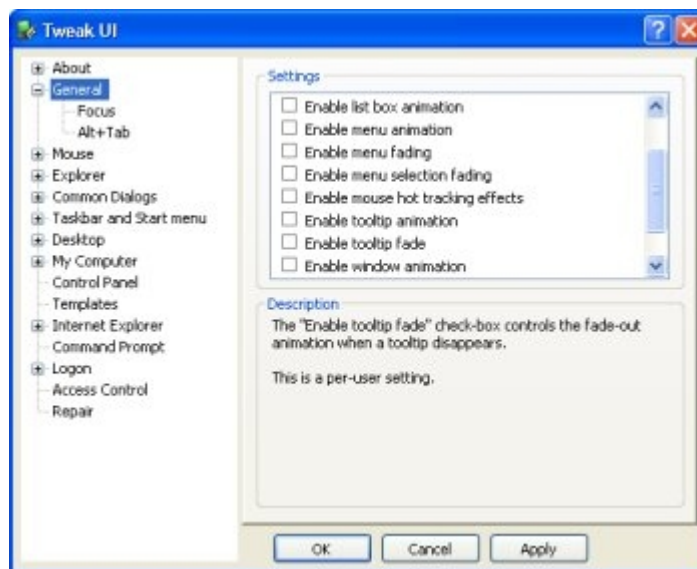 Tweak UI
About
General
Focus
Alt+Tab
Mouse
Explorer
Common Dialogs
Taskbar and Start menu
Desktop
My Computer
Control Panel
Templates
Internet Explorer
Command Prompt
Logon
Access Control
Repair
Settings
Enable list box animation
Enable menu animation
Enable menu fading
Enable menu selection fading
Enable mouse hot tracking effects
Enable tooltip animation
Enable tooltip fade
Enable window animation
Description
The "Enable tooltip fade" check-box controls the fade-out
animation when a tooltip disappears.
This is a per-user setting.
OK
Cancel
Apply